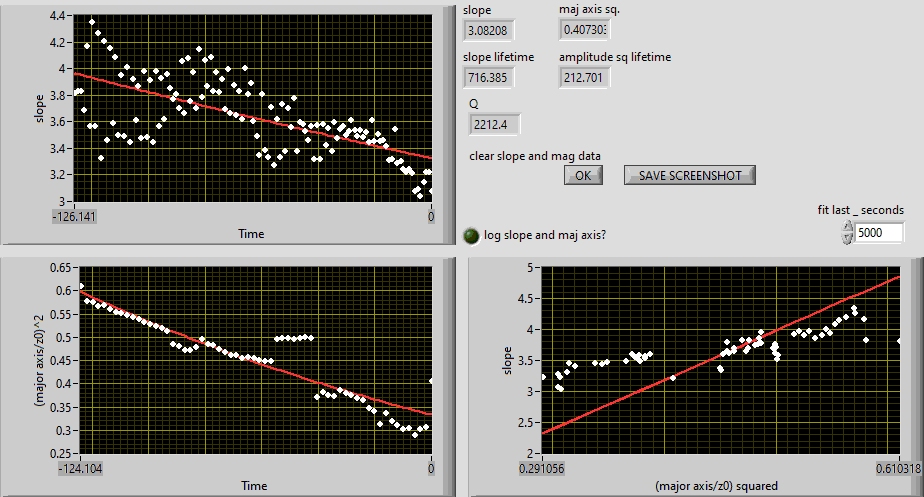 4.4
4.2
4
3.8
3.6
3.4
3.2
3
slope
-126.141
0
Time
slope
maj axis sq.
3.08208
0.40730
slope lifetime
amplitude sq lifetime
716.385
212.701
Q
2212.4
clear slope and mag data
OK
SAVE SCREENSHOT
fit last _ seconds
log slope and maj axis?
5000
0.65
0.6
0.55
0.5
0.45
0.4
0.35
0.3
0.25
(major axis/z0)^2
-124.104
0
Time
5
4.5
4
3.5
3
2.5
2
slope
0.291056
0.610318
(major axis/z0) squared